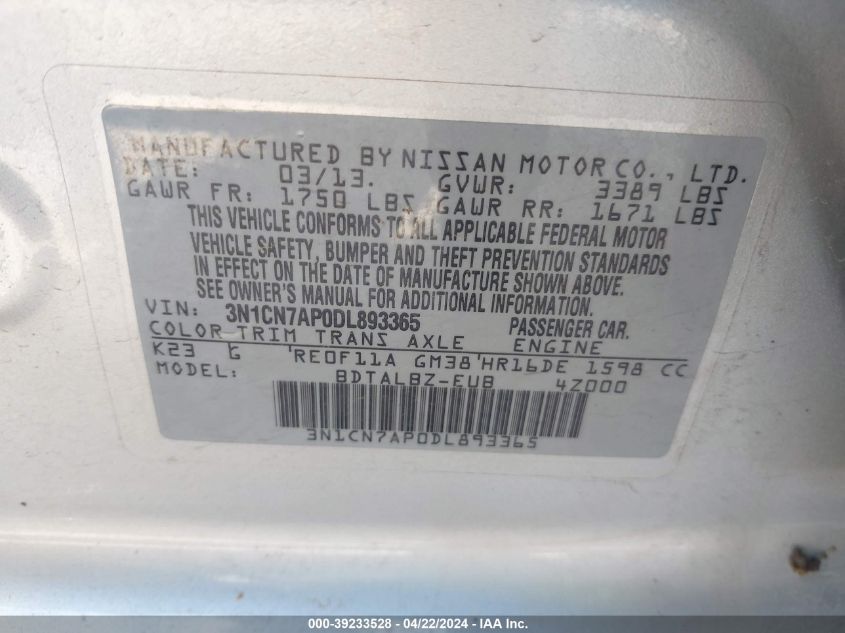 MANUFACTURED BY NISSAN MOTOR CO., LTD.
DATE: 03/13. GVWR: 3389 LBS
GAWR FR: 1750 LBS GAWR RR: 1671 LBS
THIS VEHICLE CONFORMS TO ALL APPLICABLE FEDERAL MOTOR
VEHICLE SAFETY, BUMPER AND THEFT PREVENTION STANDARDS
IN EFFECT ON THE DATE OF MANUFACTURE SHOWN ABOVE.
SEE OWNER'S MANUAL FOR ADDITIONAL INFORMATION.
VIN: 3N1CN7AP0DL893365 PASSENGER CAR.
COLOR TRIM TRANS AXLE ENGINE
K23 G 'RE0F11A GM38'HR16DE 1598 CC
MODEL: BDTALBZ-EUB 4Z000
3N1CN7AP0DL893365
000-39233528 - 04/22/2024 - IAA Inc.